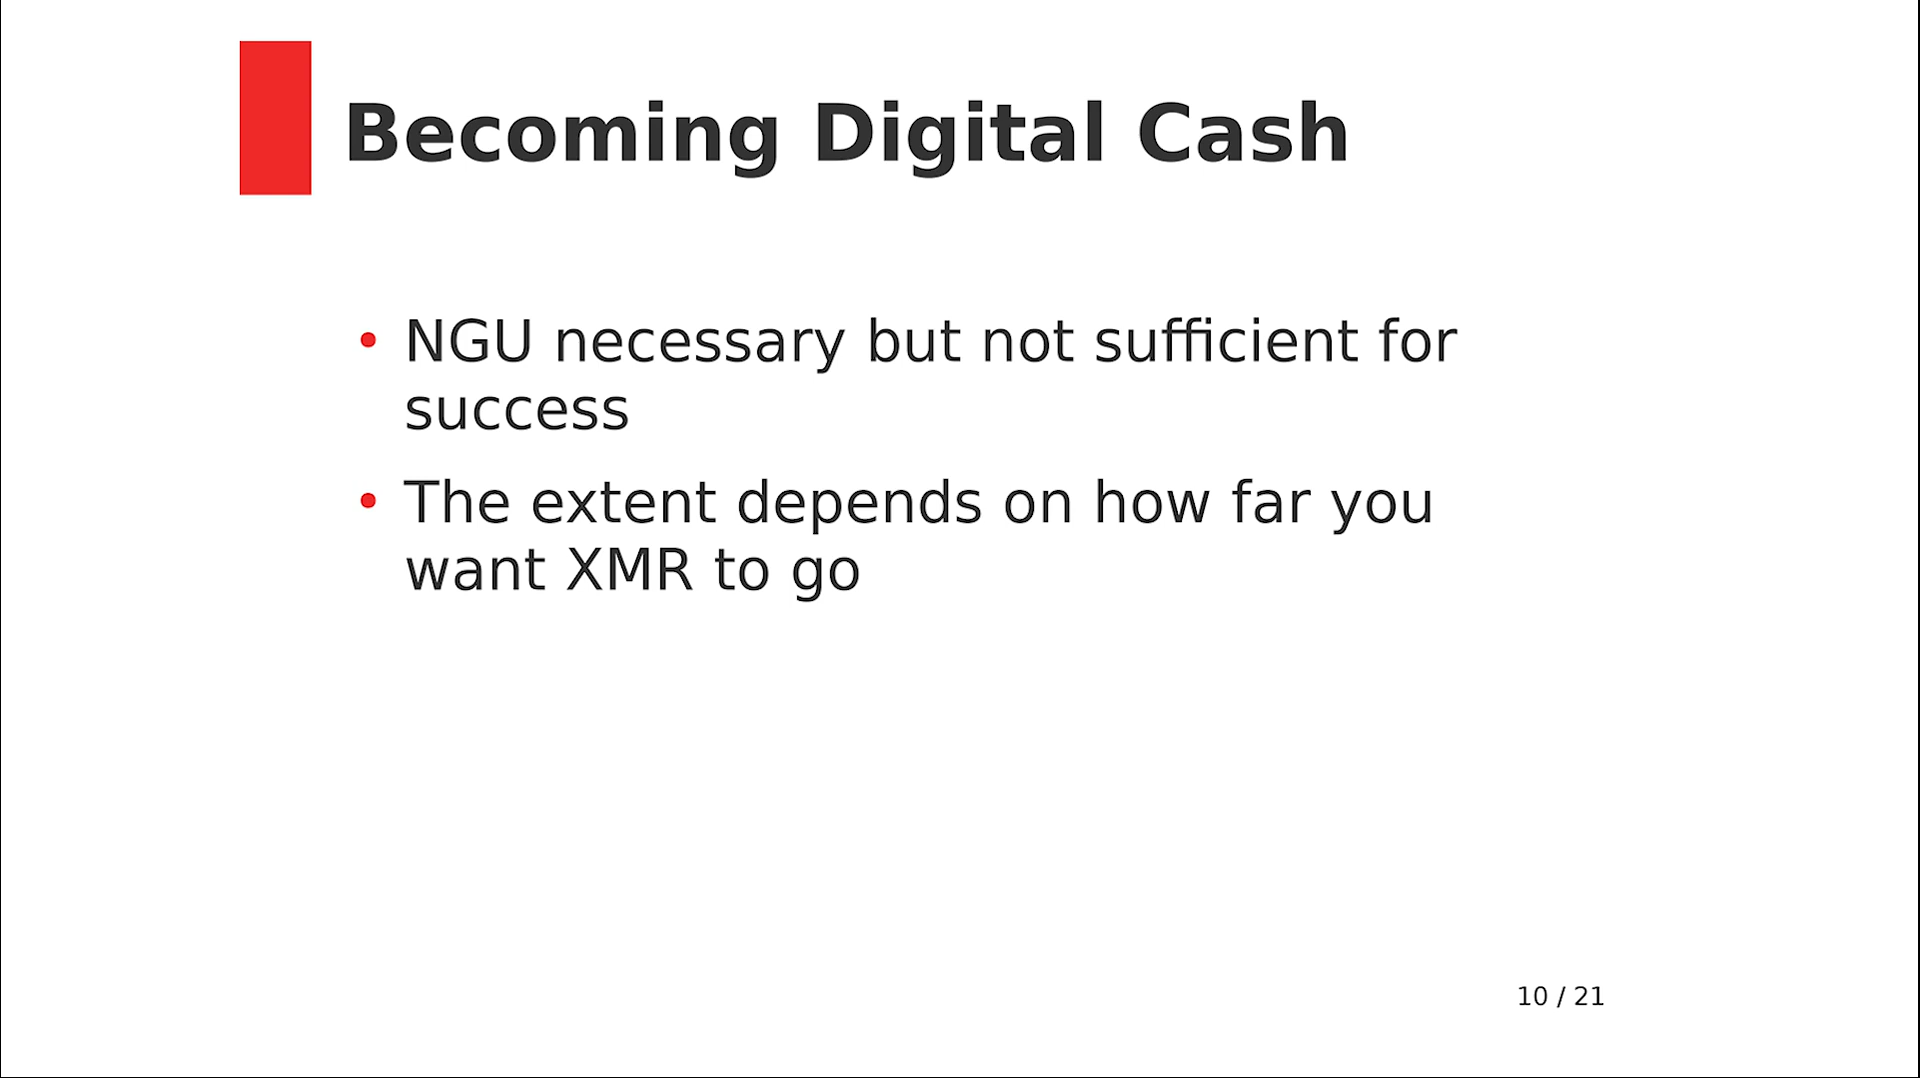 Becoming Digital Cash
• NGU necessary but not sufficient for
success
• The extent depends on how far you
want XMR to go
10 / 21